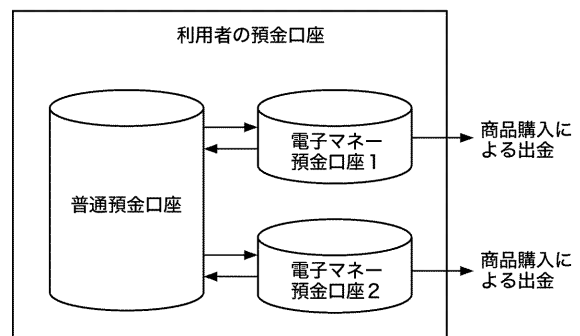 利用者の預金口座
普通預金口座
電子マネー
預金口座1
商品購入に
よる出金
電子マネー
預金口座2
商品購入に
よる出金